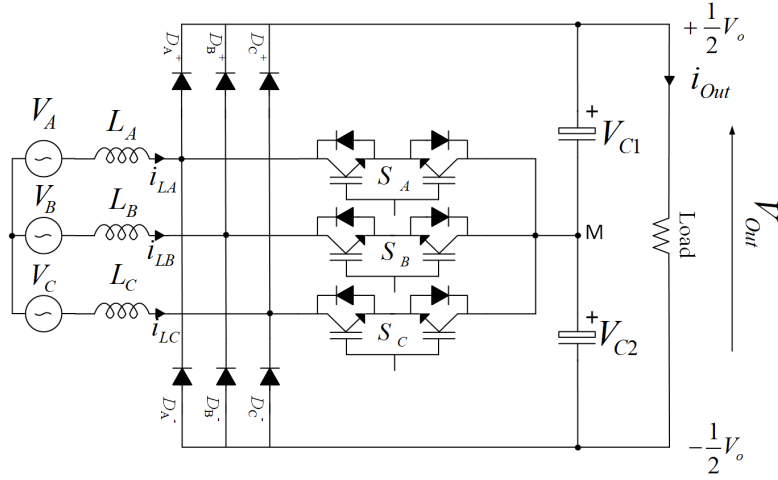 D_A+ D_B+ D_C+
+ 1/2 V_o
i_Out
V_A L_A
i_LA
S_A
+
V_C1
V_B L_B
i_LB
S_B
M
Load
V_Out
V_C L_C
i_LC
S_C
+
V_C2
D_A- D_B- D_C-
- 1/2 V_o